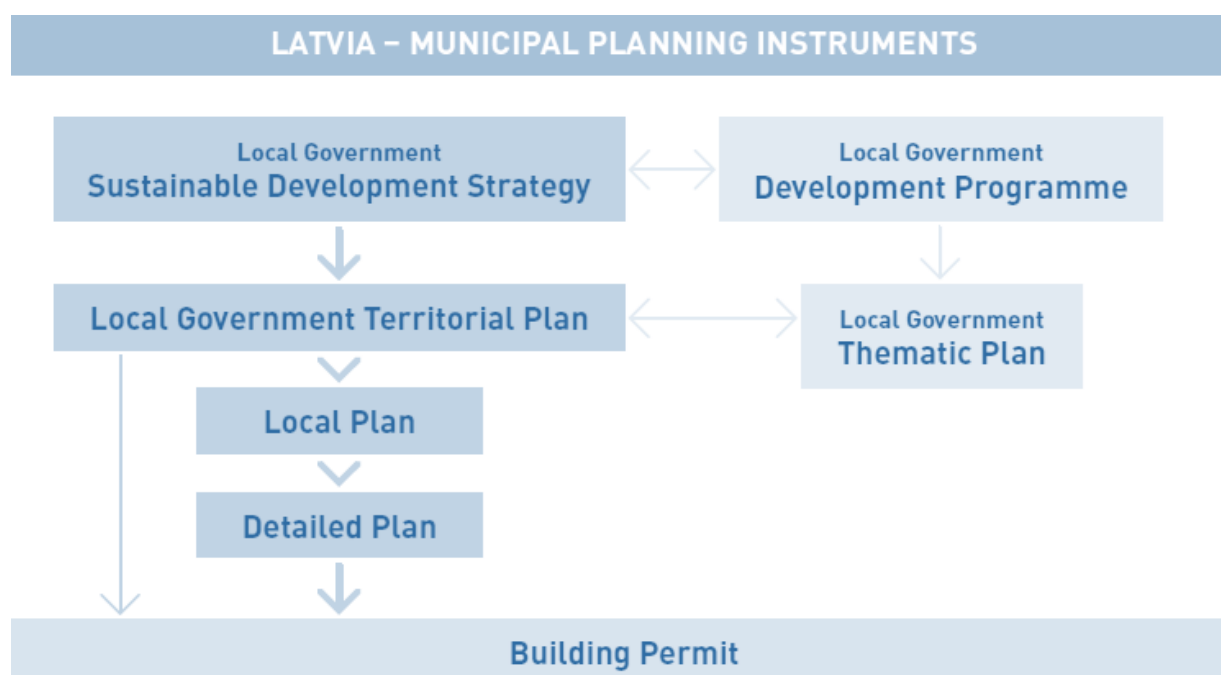 LATVIA – MUNICIPAL PLANNING INSTRUMENTS
Local Government
Sustainable Development Strategy
Local Government
Development Programme
Local Government Territorial Plan
Local Government
Thematic Plan
Local Plan
Detailed Plan
Building Permit